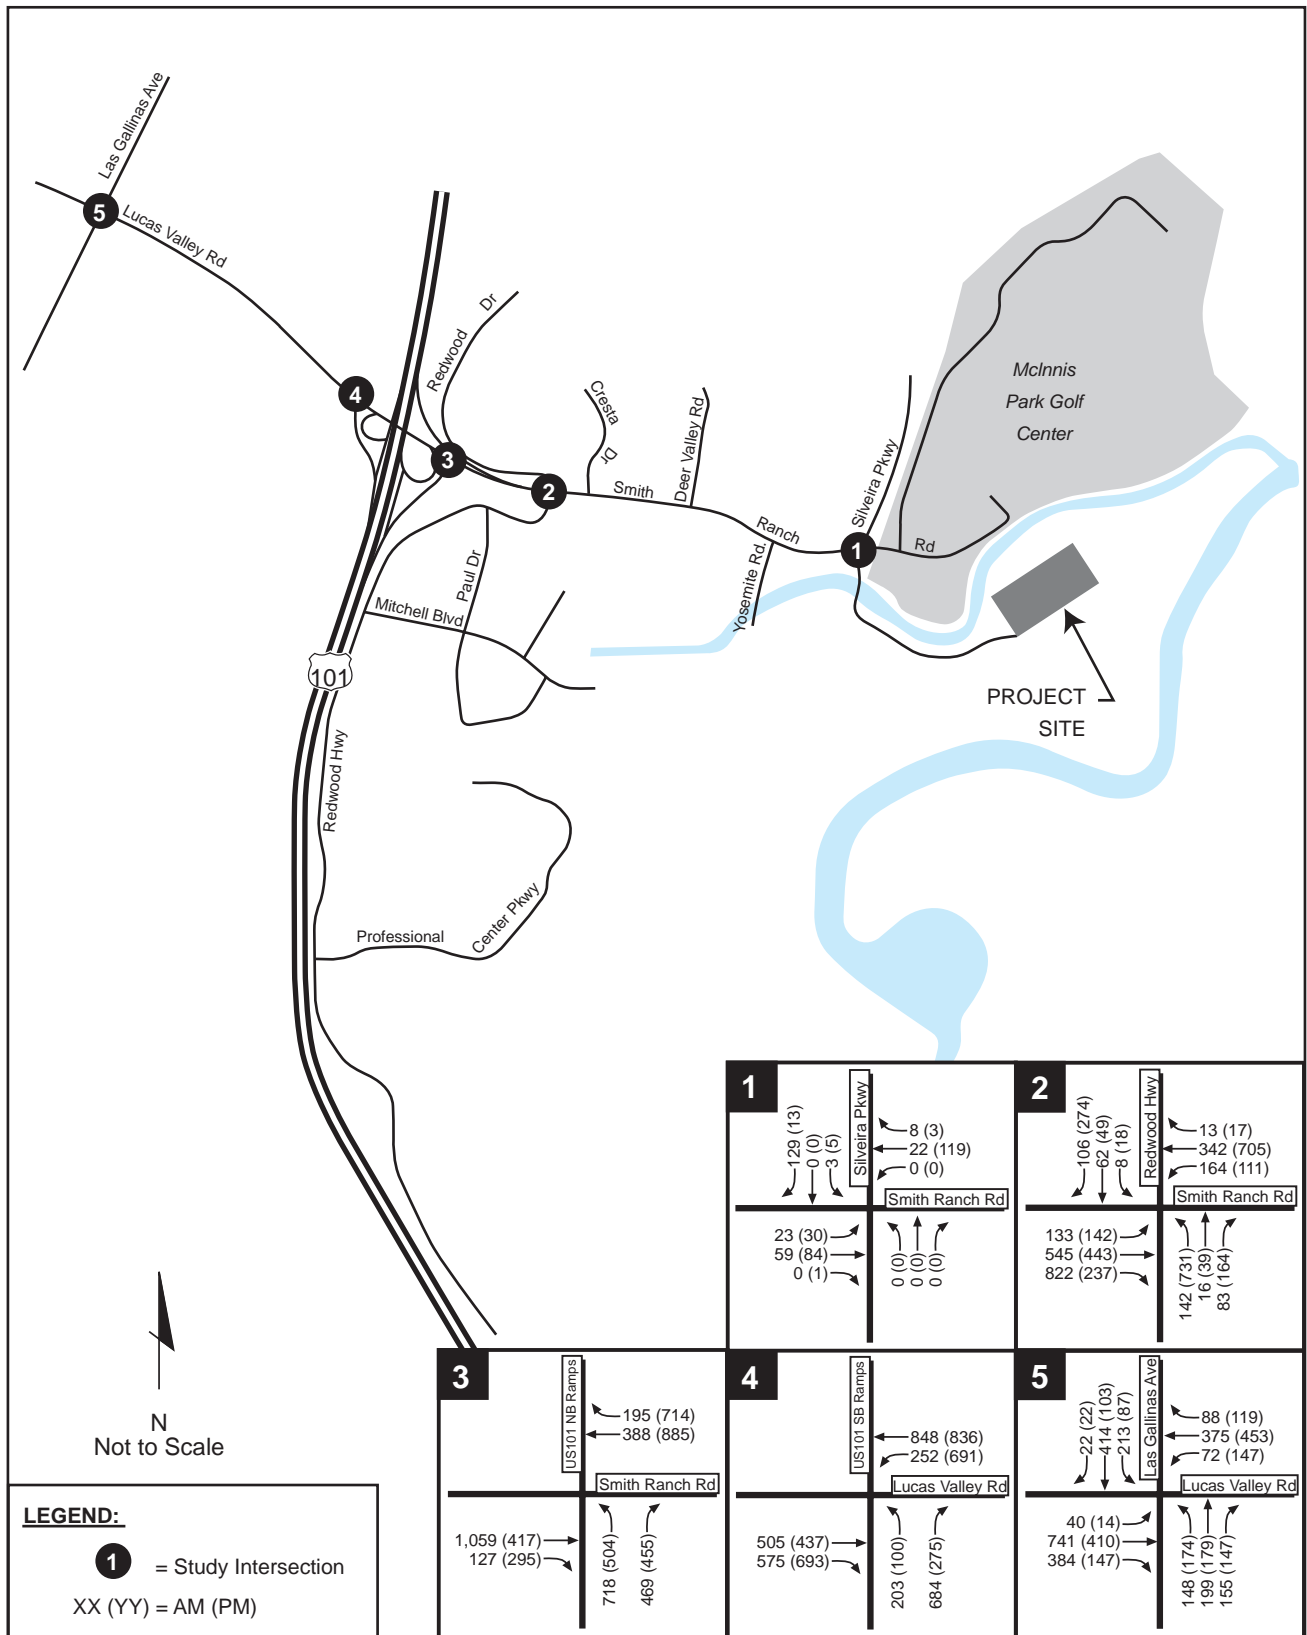 Las Gallinas Ave
5
Lucas Valley Rd
Redwood Dr
4
3
2
Cresta Dr
Deer Valley Rd
Silveira Pkwy
Smith Ranch Rd
1
Yosemite Rd.
McInnis
Park Golf
Center
Paul Dr
Mitchell Blvd
101
PROJECT
SITE
Redwood Hwy
Professional Center Pkwy
N
Not to Scale
LEGEND:
1 = Study Intersection
XX (YY) = AM (PM)
1
Silveira Pkwy
Smith Ranch Rd
129 (13)
0 (0)
3 (5)
8 (3)
22 (119)
0 (0)
23 (30)
59 (84)
0 (1)
0 (0)
0 (0)
0 (0)
2
Redwood Hwy
Smith Ranch Rd
106 (274)
62 (49)
8 (18)
13 (17)
342 (705)
164 (111)
133 (142)
545 (443)
822 (237)
142 (731)
16 (39)
83 (164)
3
US101 NB Ramps
Smith Ranch Rd
195 (714)
388 (885)
1,059 (417)
127 (295)
718 (504)
469 (455)
4
US101 SB Ramps
Lucas Valley Rd
848 (836)
252 (691)
505 (437)
575 (693)
203 (100)
684 (275)
5
Las Gallinas Ave
Lucas Valley Rd
22 (22)
414 (103)
213 (87)
88 (119)
375 (453)
72 (147)
40 (14)
741 (410)
384 (147)
148 (174)
199 (179)
155 (147)